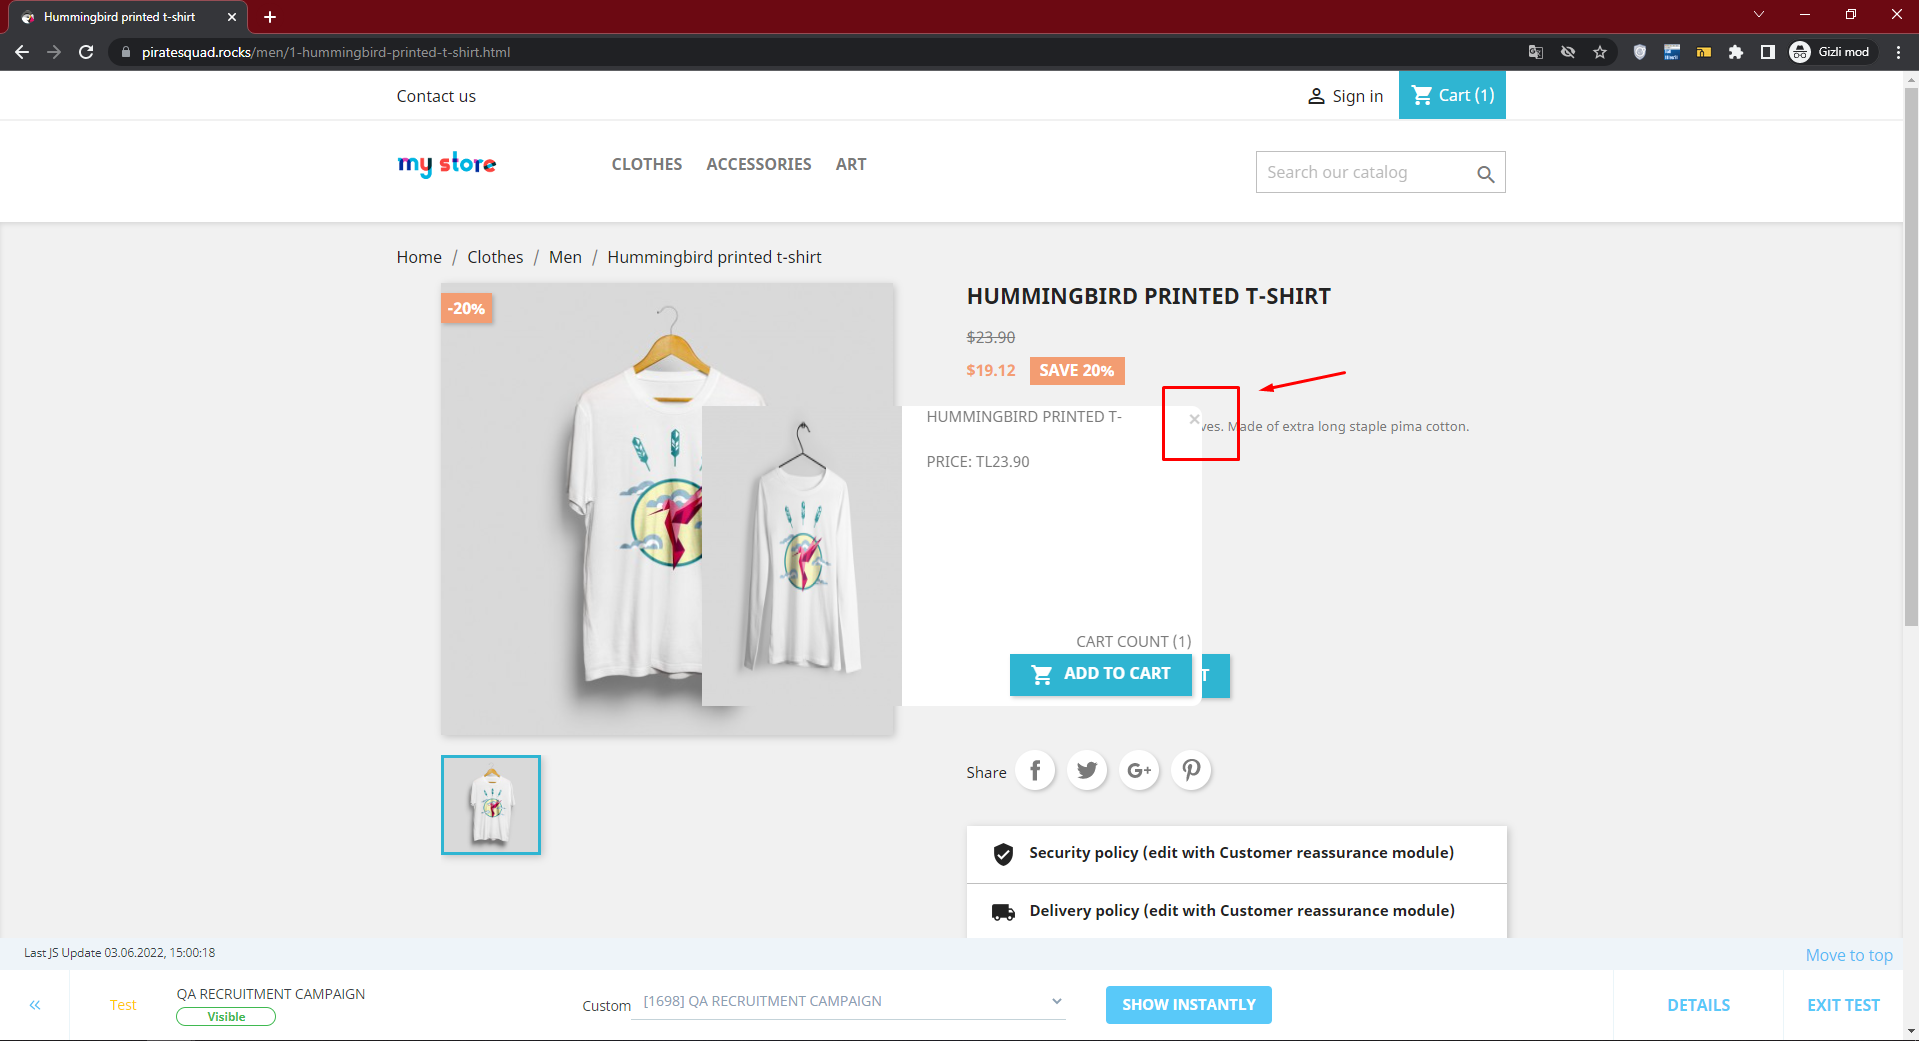 Hummingbird printed t-shirt
piratesquad.rocks/men/1-hummingbird-printed-t-shirt.html
Gizli mod
Contact us
Sign in
Cart (1)
my store
CLOTHES
ACCESSORIES
ART
Search our catalog
Home / Clothes / Men / Hummingbird printed t-shirt
-20%
HUMMINGBIRD PRINTED T-SHIRT
$23.90
$19.12
SAVE 20%
HUMMINGBIRD PRINTED T-
ves. Made of extra long staple pima cotton.
PRICE: TL23.90
CART COUNT (1)
ADD TO CART
T
Share
Security policy (edit with Customer reassurance module)
Delivery policy (edit with Customer reassurance module)
Last JS Update 03.06.2022, 15:00:18
Move to top
Test
QA RECRUITMENT CAMPAIGN
Visible
Custom
[1698] QA RECRUITMENT CAMPAIGN
SHOW INSTANTLY
DETAILS
EXIT TEST